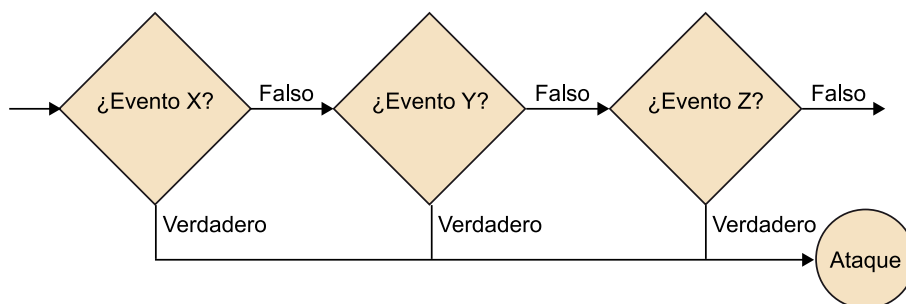 ¿Evento X?
Falso
¿Evento Y?
Falso
¿Evento Z?
Falso
Verdadero
Verdadero
Verdadero
Ataque